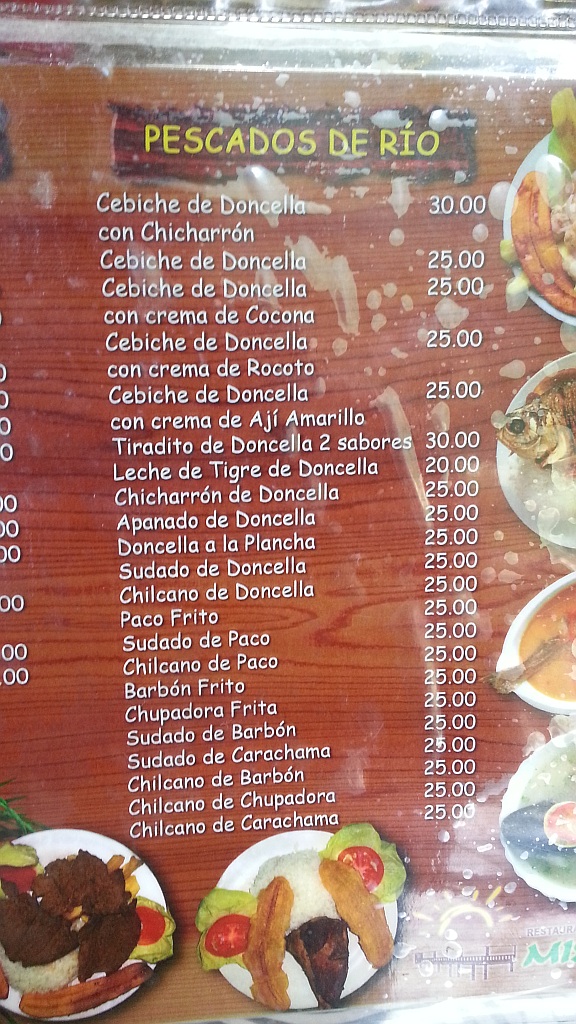 PESCADOS DE RÍO
Cebiche de Doncella 30.00
con Chicharrón
Cebiche de Doncella 25.00
Cebiche de Doncella 25.00
con crema de Cocona
Cebiche de Doncella 25.00
con crema de Rocoto
Cebiche de Doncella 25.00
con crema de Ají Amarillo
Tiradito de Doncella 2 sabores 30.00
Leche de Tigre de Doncella 20.00
Chicharrón de Doncella 25.00
Apanado de Doncella 25.00
Doncella a la Plancha 25.00
Sudado de Doncella 25.00
Chilcano de Doncella 25.00
Paco Frito 25.00
Sudado de Paco 25.00
Chilcano de Paco 25.00
Barbón Frito 25.00
Chupadora Frita 25.00
Sudado de Barbón 25.00
Sudado de Carachama 25.00
Chilcano de Barbón 25.00
Chilcano de Chupadora 25.00
Chilcano de Carachama 25.00